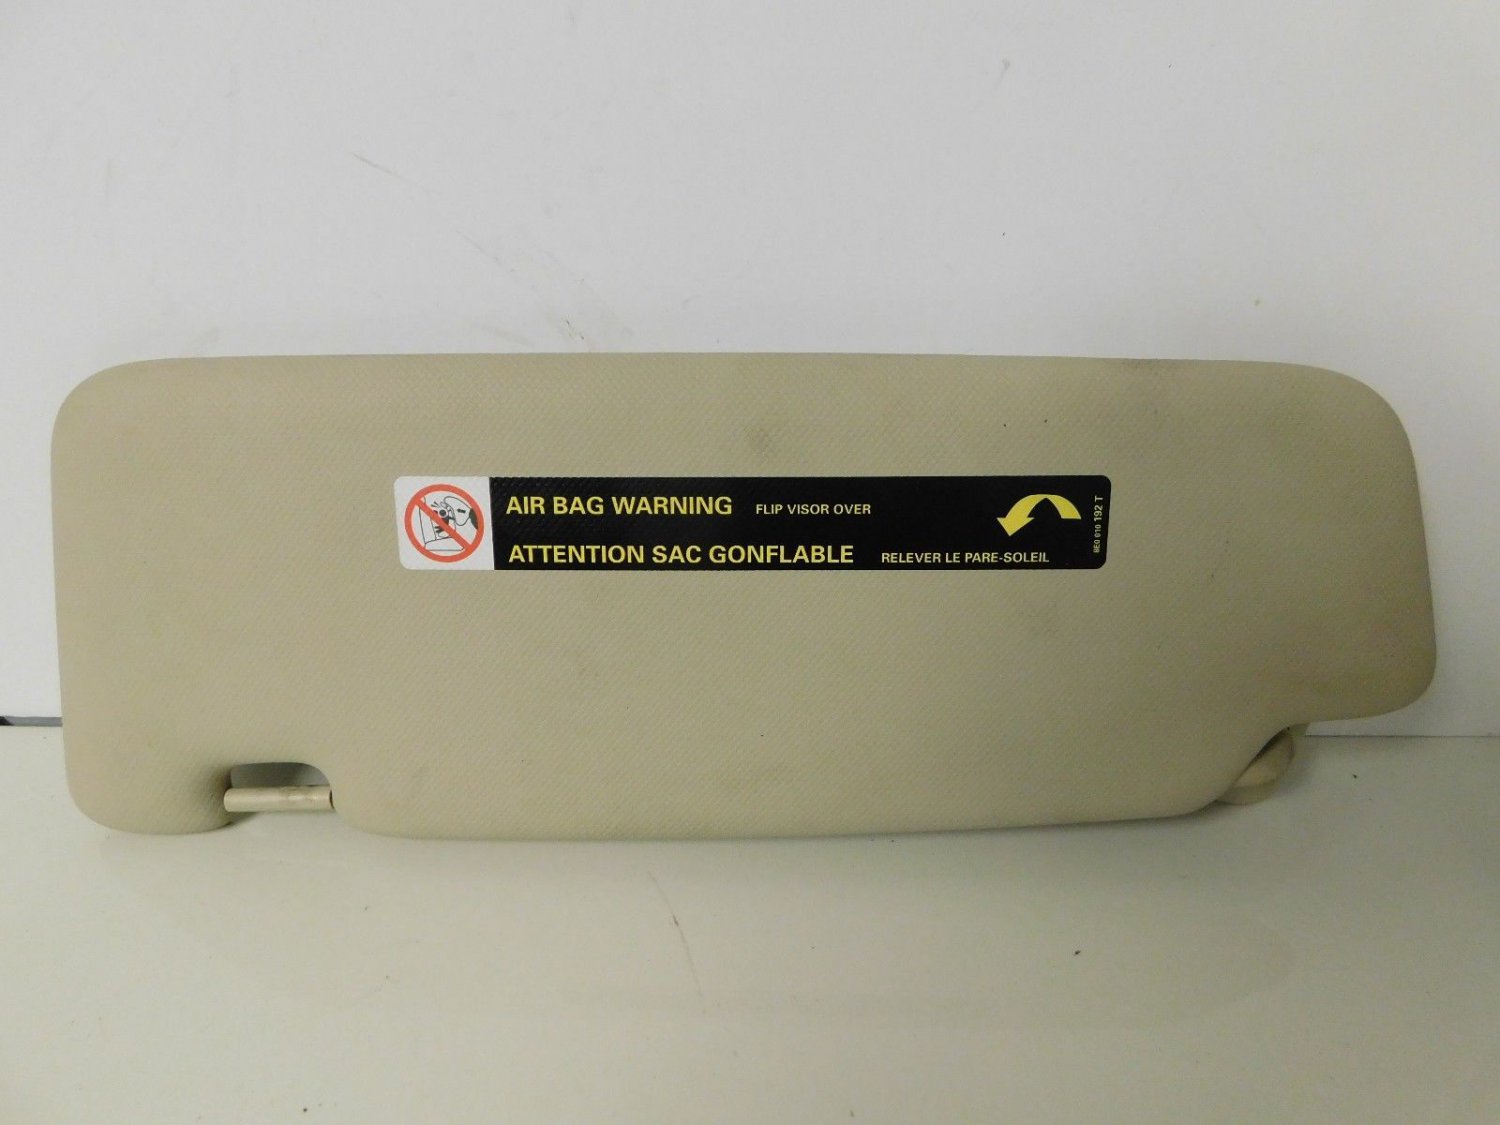 AIR BAG WARNING FLIP VISOR OVER
ATTENTION SAC GONFLABLE RELEVER LE PARE-SOLEIL
8E0 010 192 T